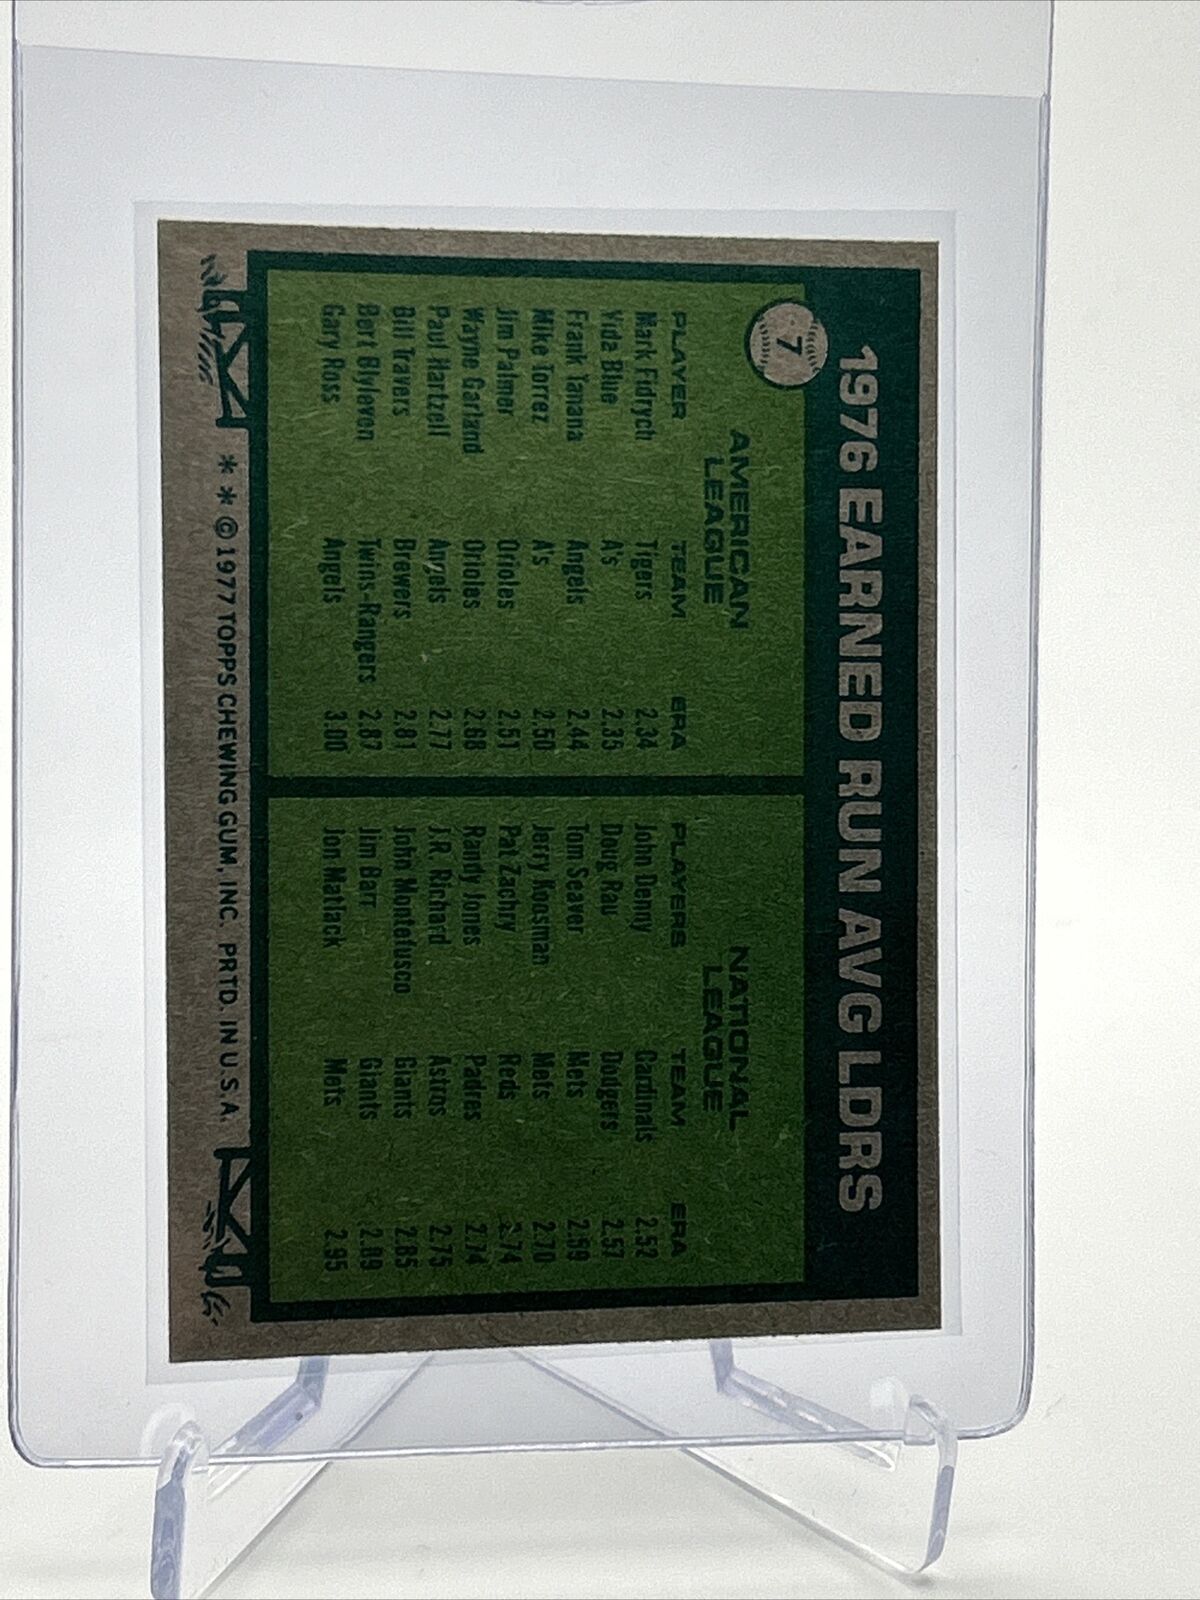 1976 EARNED RUN AVG LDRS
7
AMERICAN
LEAGUE
PLAYER TEAM ERA
Mark Fidrych Tigers 2.34
Vida Blue A's 2.35
Frank Tanana Angels 2.44
Mike Torrez A's 2.50
Jim Palmer Orioles 2.51
Wayne Garland Orioles 2.68
Paul Hartzell Angels 2.77
Bill Travers Brewers 2.81
Bert Blyleven Twins-Rangers 2.87
Gary Ross Angels 3.00
NATIONAL
LEAGUE
PLAYERS TEAM ERA
John Denny Cardinals 2.52
Doug Rau Dodgers 2.57
Tom Seaver Mets 2.59
Jerry Koosman Mets 2.70
Pat Zachry Reds 2.74
Randy Jones Padres 2.74
J.R. Richard Astros 2.75
John Montefusco Giants 2.85
Jim Barr Giants 2.89
Jon Matlack Mets 2.95
* * © 1977 TOPPS CHEWING GUM, INC. PRTD. IN U.S.A.